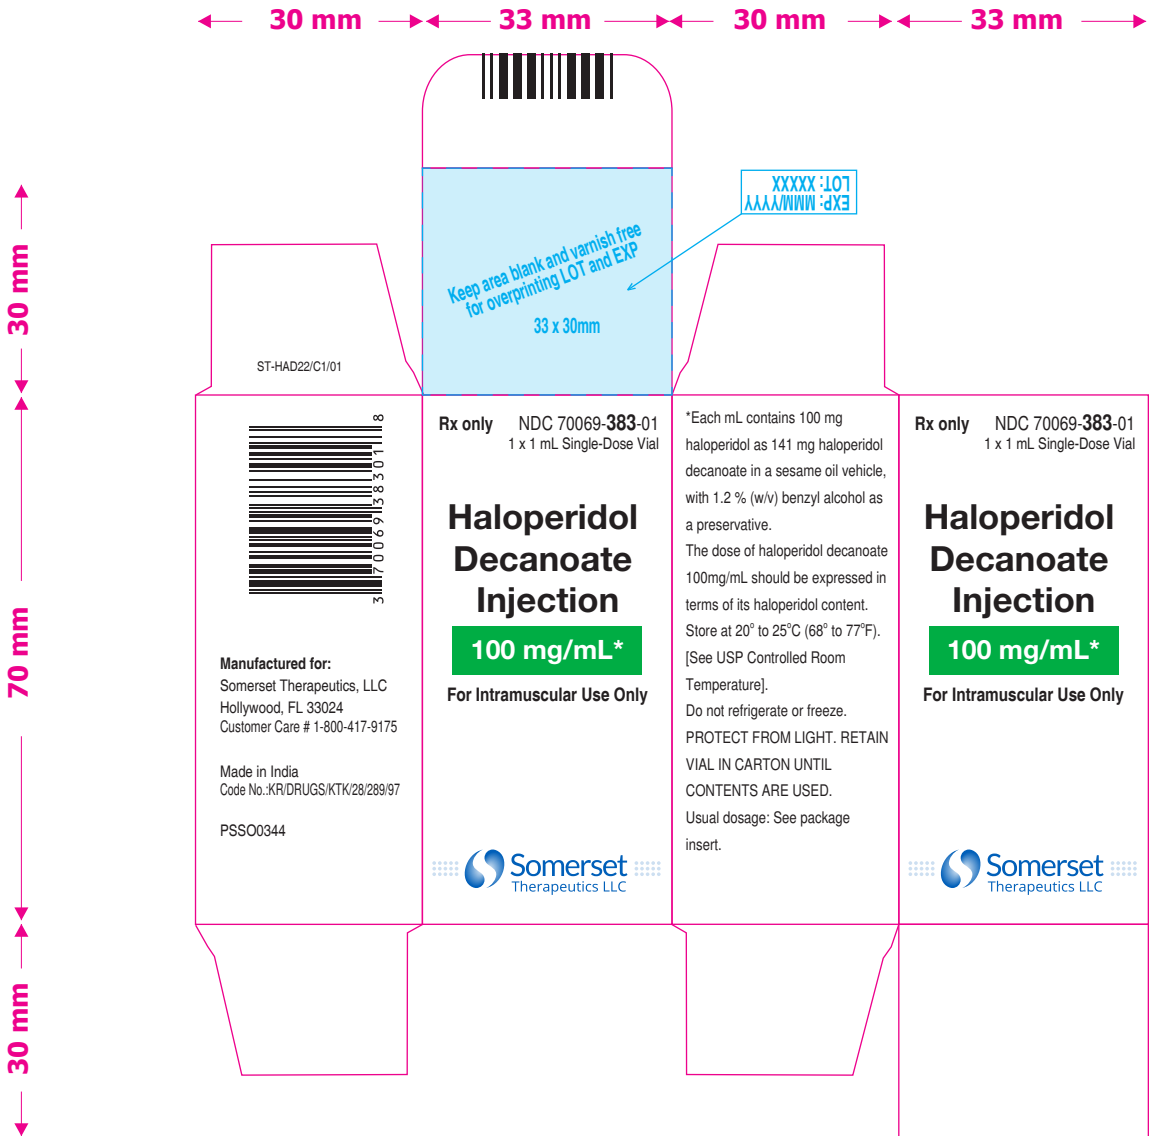 30 mm
33 mm
30 mm
33 mm
30 mm
70 mm
30 mm
EXP: MMM/YYYY
LOT: XXXXX
Keep area blank and varnish free
for overprinting LOT and EXP
33 x 30mm
ST-HAD22/C1/01
3 70069 38301 8
Manufactured for:
Somerset Therapeutics, LLC
Hollywood, FL 33024
Customer Care # 1-800-417-9175
Made in India
Code No.:KR/DRUGS/KTK/28/289/97
PSSO0344
Rx only NDC 70069-383-01
1 x 1 mL Single-Dose Vial
Haloperidol
Decanoate
Injection
100 mg/mL*
For Intramuscular Use Only
Somerset
Therapeutics LLC
*Each mL contains 100 mg
haloperidol as 141 mg haloperidol
decanoate in a sesame oil vehicle,
with 1.2 % (w/v) benzyl alcohol as
a preservative.
The dose of haloperidol decanoate
100mg/mL should be expressed in
terms of its haloperidol content.
Store at 20° to 25°C (68° to 77°F).
[See USP Controlled Room
Temperature].
Do not refrigerate or freeze.
PROTECT FROM LIGHT. RETAIN
VIAL IN CARTON UNTIL
CONTENTS ARE USED.
Usual dosage: See package
insert.
Rx only NDC 70069-383-01
1 x 1 mL Single-Dose Vial
Haloperidol
Decanoate
Injection
100 mg/mL*
For Intramuscular Use Only
Somerset
Therapeutics LLC